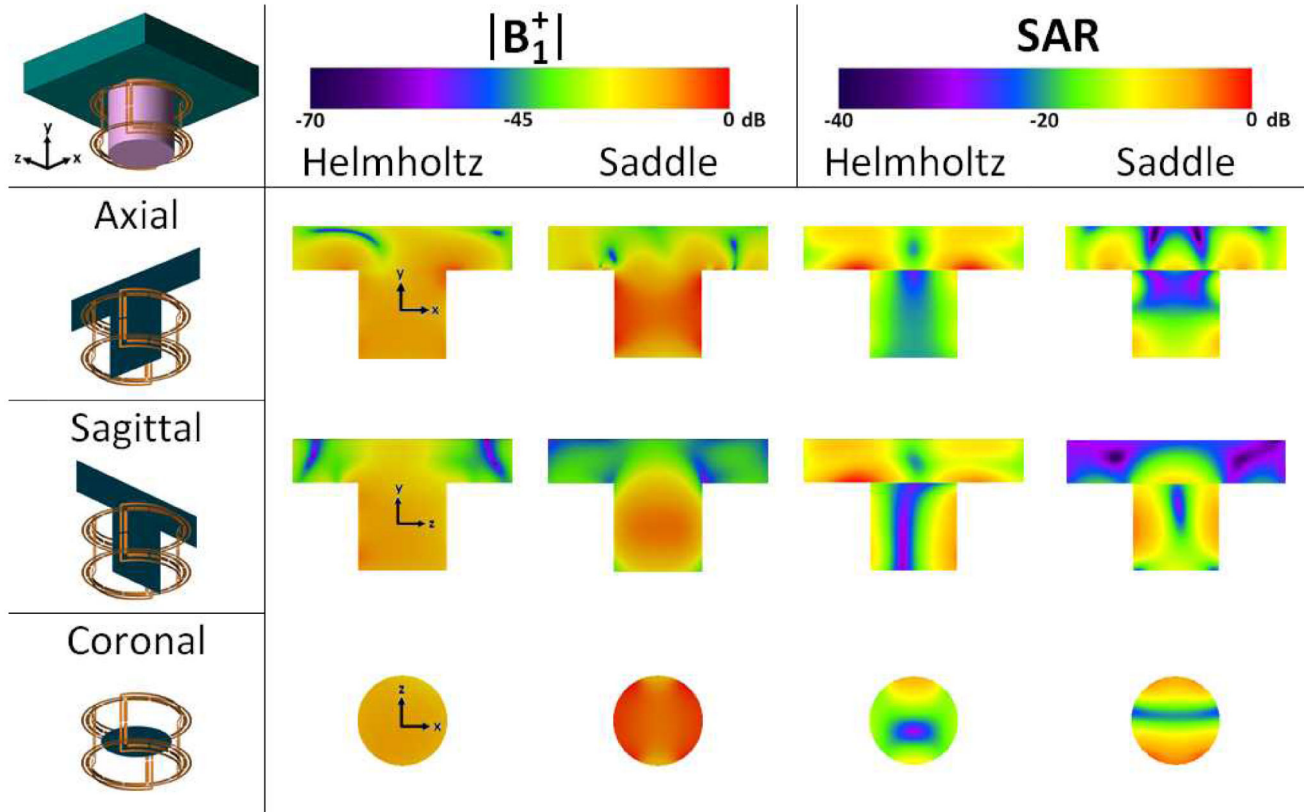 |B₁⁺| SAR
-70 -45 0 dB -40 -20 0 dB
y
z x
Helmholtz Saddle Helmholtz Saddle
Axial
y
x
Sagittal
y
z
Coronal
z
x